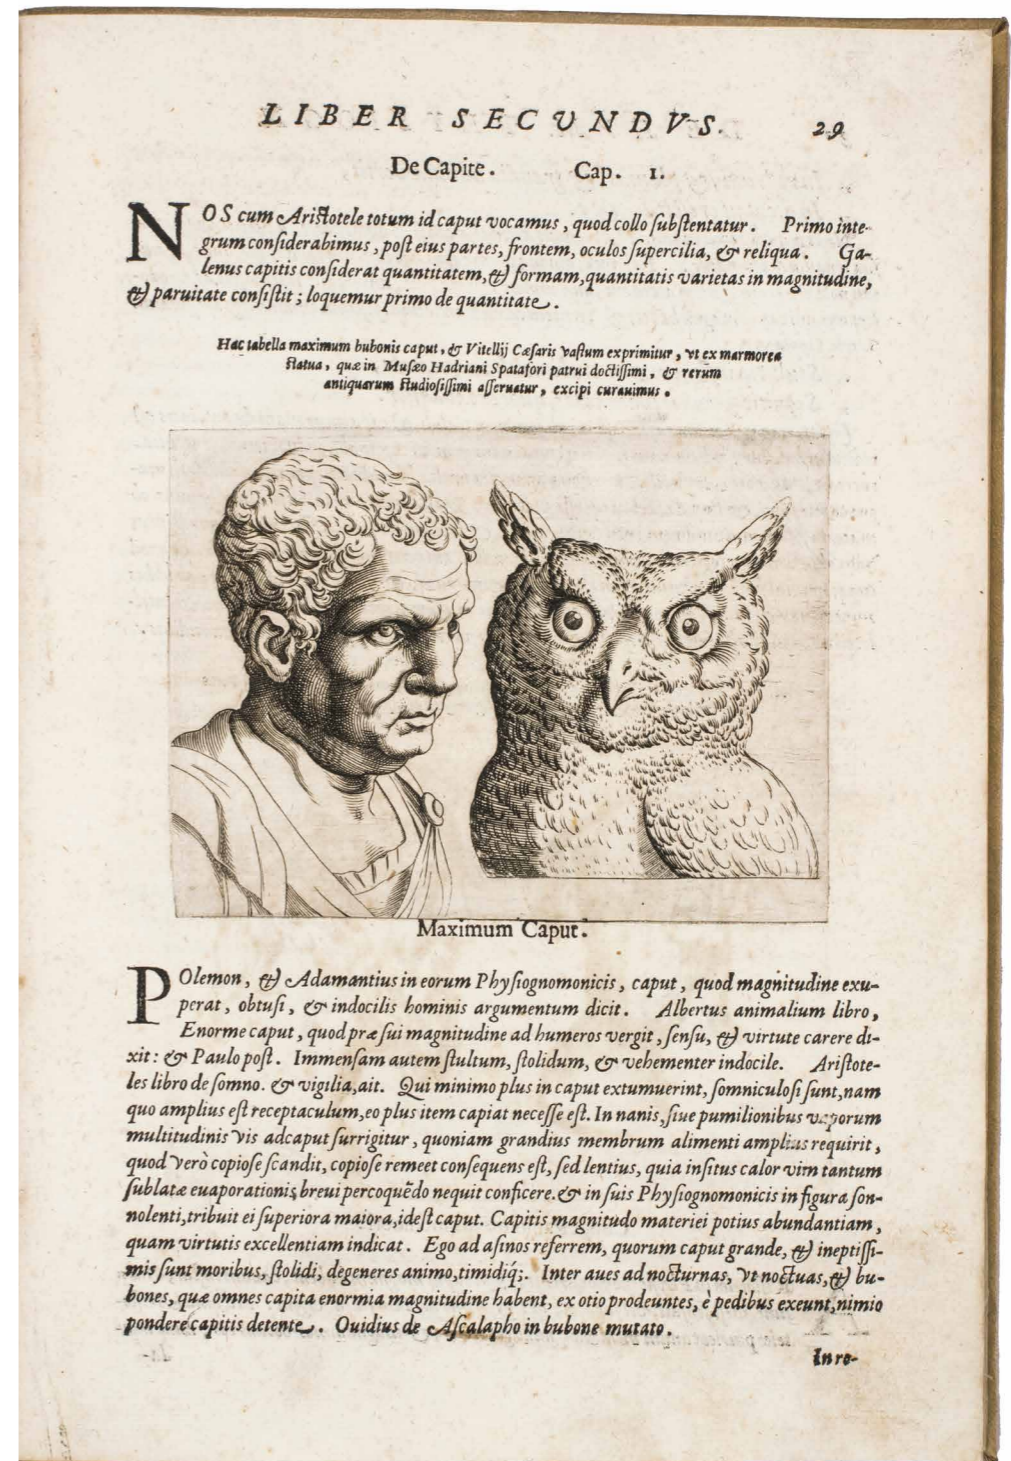 LIBER SECUNDVS. 29
De Capite. Cap. 1.
NOS cum Aristotele totum id caput vocamus, quod collo substentatur. Primo inte-
grum considerabimus, post eius partes, frontem, oculos supercilia, & reliqua. Ga-
lenus capitis considerat quantitatem, & formam, quantitatis varietas in magnitudine,
& paruitate consistit; loquemur primo de quantitate.
Hac tabella maximum bubonis caput, & Vitellij Cæsaris vastum exprimitur, vt ex marmorea
statua, quæ in Musæo Hadriani Spatafori patrui doctissimi, & rerum
antiquarum studiosissimi asseruatur, excipi curauimus.
Maximum Caput.
POlemon, & Adamantius in eorum Physiognomonicis, caput, quod magnitudine exu-
perat, obtusi, & indocilis hominis argumentum dicit. Albertus animalium libro,
Enorme caput, quod præ sui magnitudine ad humeros vergit, sensu, & virtute carere di-
xit: & Paulo post. Immensam autem stultum, stolidum, & vehementer indocile. Aristote-
les libro de somno. & vigilia, ait. Qui minimo plus in caput extumuerint, somniculosi sunt, nam
quo amplius est receptaculum, eo plus item capiat necesse est. In nanis, siue pumilionibus vaporum
multitudinis vis adcaput surrigitur, quoniam grandius membrum alimenti amplius requirit,
quod verò copiose scandit, copiose remeet consequens est, sed lentius, quia insitus calor vim tantum
sublatæ euaporationis breui percoquēdo nequit conficere. & in suis Physiognomonicis in figura son-
nolenti, tribuit ei superiora maiora, idest caput. Capitis magnitudo materiei potius abundantiam,
quam virtutis excellentiam indicat. Ego ad asinos referrem, quorum caput grande, & ineptissi-
mis sunt moribus, stolidi, degeneres animo, timidiq́;. Inter aues ad nocturnas, vt noctuas, & bu-
bones, quæ omnes capita enormia magnitudine habent, ex otio prodeuntes, è pedibus exeunt, nimio
pondere capitis detente. Ouidius de Ascalapho in bubone mutato.
In ro-